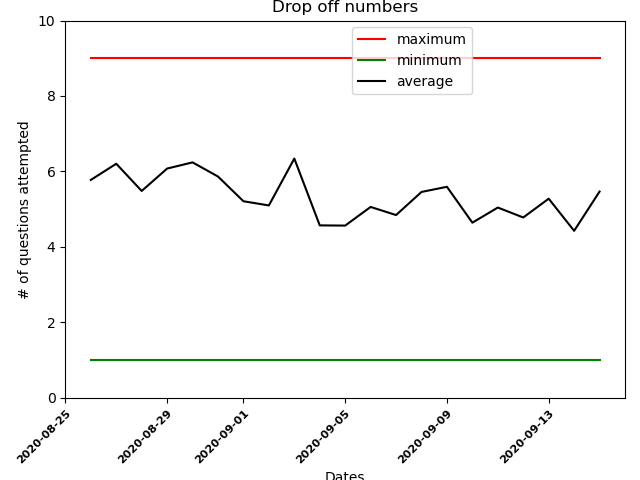 Drop off numbers
maximum
minimum
average
# of questions attempted
10
8
6
4
2
0
2020-08-25
2020-08-29
2020-09-01
2020-09-05
2020-09-09
2020-09-13
Dates